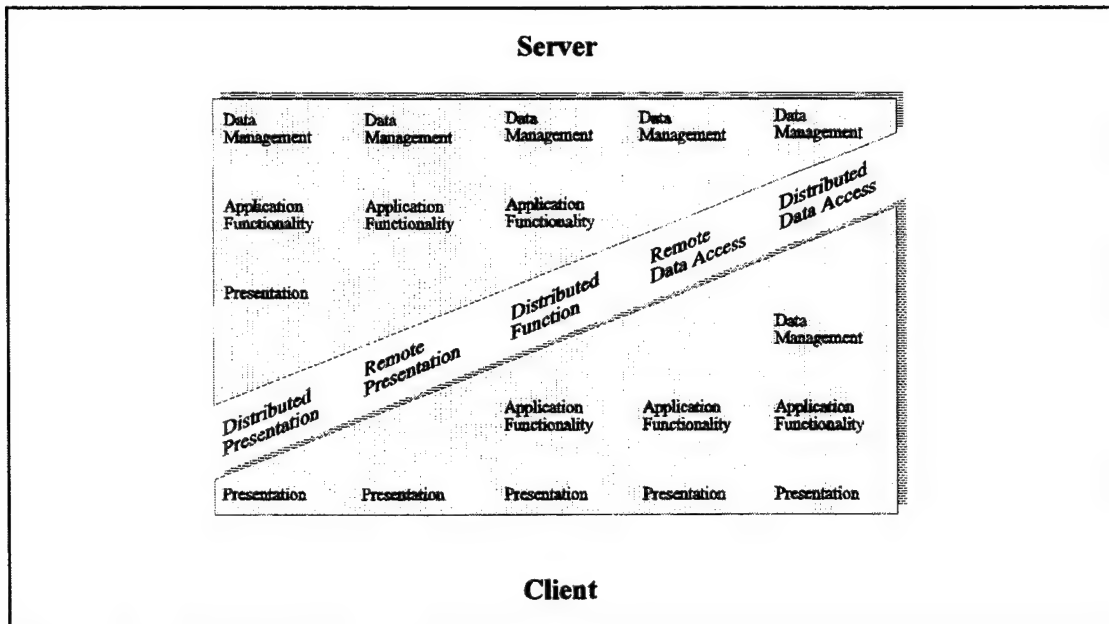 Server
Data
Management
Data
Management
Data
Management
Data
Management
Data
Management
Application
Functionality
Application
Functionality
Application
Functionality
Presentation
Distributed
Presentation
Remote
Presentation
Distributed
Function
Remote
Data Access
Distributed
Data Access
Data
Management
Application
Functionality
Application
Functionality
Application
Functionality
Presentation
Presentation
Presentation
Presentation
Presentation
Client